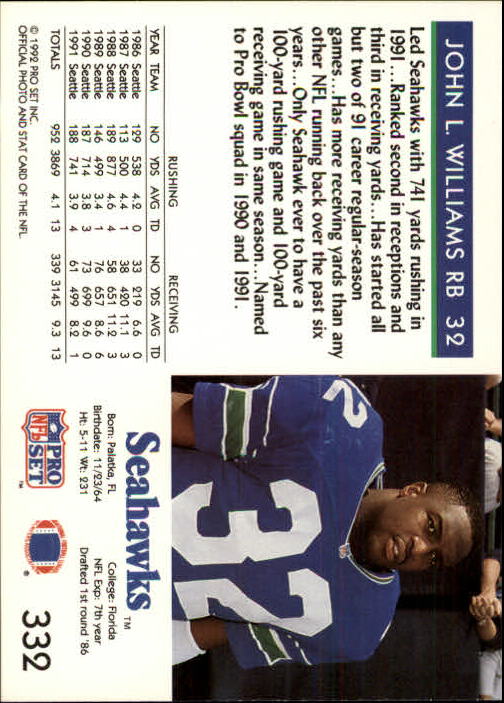 JOHN L. WILLIAMS RB 32
Led Seahawks with 741 yards rushing in
1991...Ranked second in receptions and
third in receiving yards...Has started all
but two of 91 career regular-season
games...Has more receiving yards than any
other NFL running back over the past six
years...Only Seahawk ever to have a
100-yard rushing game and 100-yard
receiving game in same season...Named
to Pro Bowl squad in 1990 and 1991.
RUSHING RECEIVING
YEAR TEAM NO YDS AVG TD NO YDS AVG TD
1986 Seattle 129 538 4.2 0 33 219 6.6 0
1987 Seattle 113 500 4.4 1 38 420 11.1 3
1988 Seattle 189 877 4.6 4 58 651 11.2 3
1989 Seattle 146 499 3.4 1 76 657 8.6 6
1990 Seattle 187 714 3.8 3 73 699 9.6 0
1991 Seattle 188 741 3.9 4 61 499 8.2 1
TOTALS 952 3869 4.1 13 339 3145 9.3 13
© 1992 PRO SET INC.
OFFICIAL PHOTO AND STAT CARD OF THE NFL.
32
32
Seahawks™
Born: Palatka, FL College: Florida
Birthdate: 11/23/64 NFL Exp: 7th year
Ht: 5-11 Wt: 231 Drafted 1st round '86
NFL PRO SET™
®
332